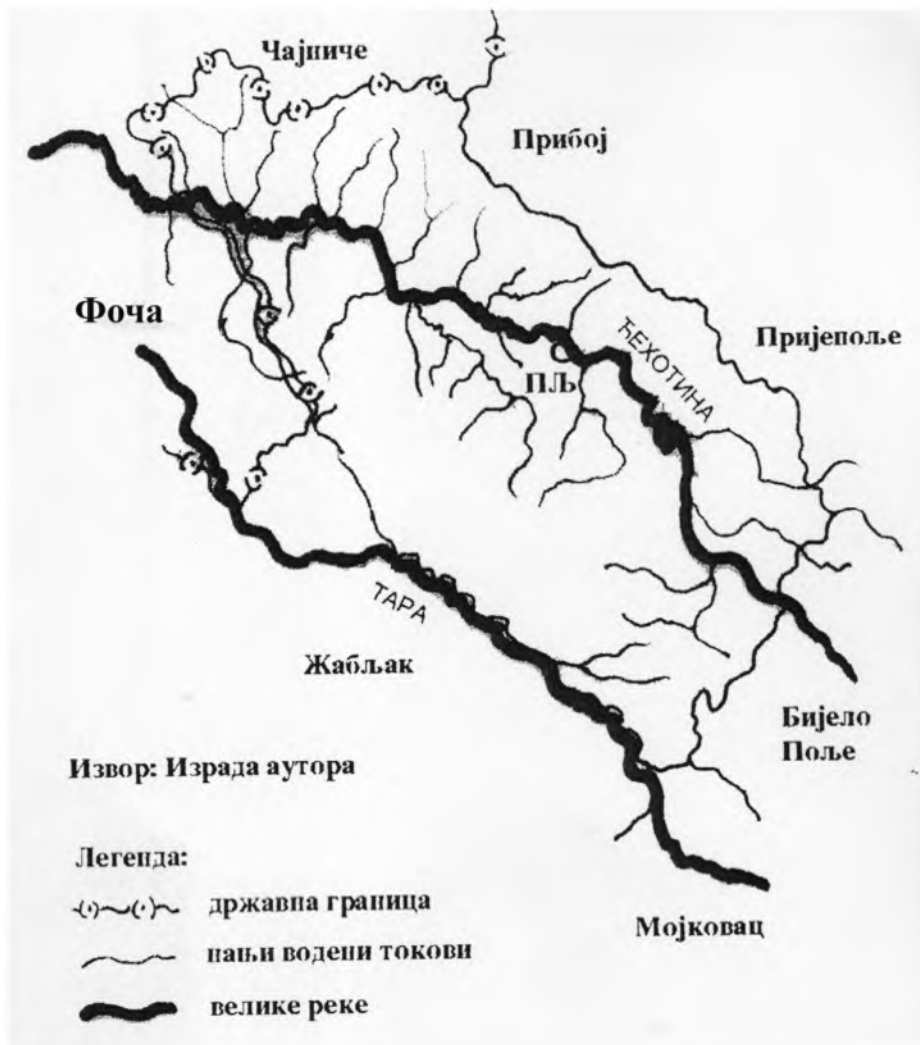 Чајниче
Прибој
Фоча
Пријепоље
ЋЕХОТИНА
ПЉ
ТАРА
Жабљак
Бијело
Поље
Извор: Израда аутора
Легенда:
државна граница
мањи водени токови
велике реке
Мојковац